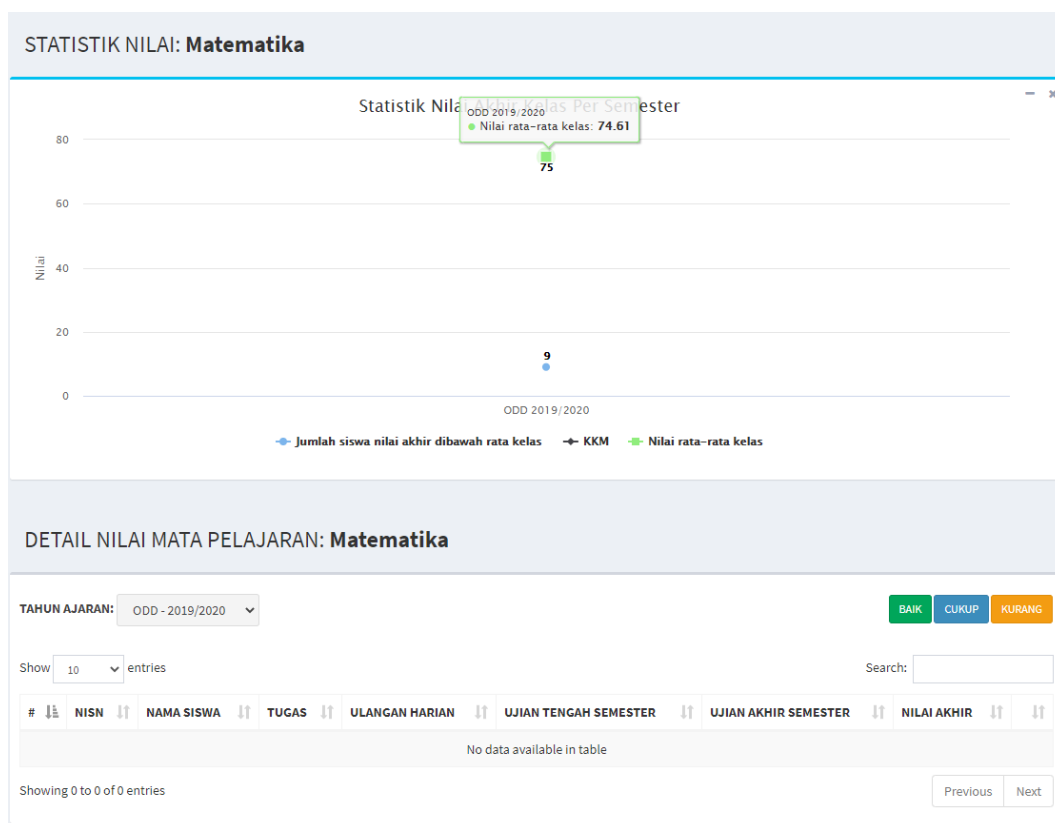 STATISTIK NILAI: Matematika
Statistik Nilai Akhir Kelas Per Semester
ODD 2019/2020
Nilai rata-rata kelas: 74.61
80
75
60
Nilai
40
20
9
0
ODD 2019/2020
Jumlah siswa nilai akhir dibawah rata kelas KKM Nilai rata-rata kelas
DETAIL NILAI MATA PELAJARAN: Matematika
TAHUN AJARAN: ODD - 2019/2020 BAIK CUKUP KURANG
Show 10 entries Search:
# NISN NAMA SISWA TUGAS ULANGAN HARIAN UJIAN TENGAH SEMESTER UJIAN AKHIR SEMESTER NILAI AKHIR
No data available in table
Showing 0 to 0 of 0 entries Previous Next